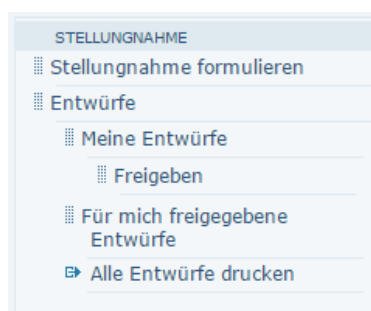 STELLUNGNAHME
Stellungnahme formulieren
Entwürfe
Meine Entwürfe
Freigeben
Für mich freigegebene
Entwürfe
Alle Entwürfe drucken